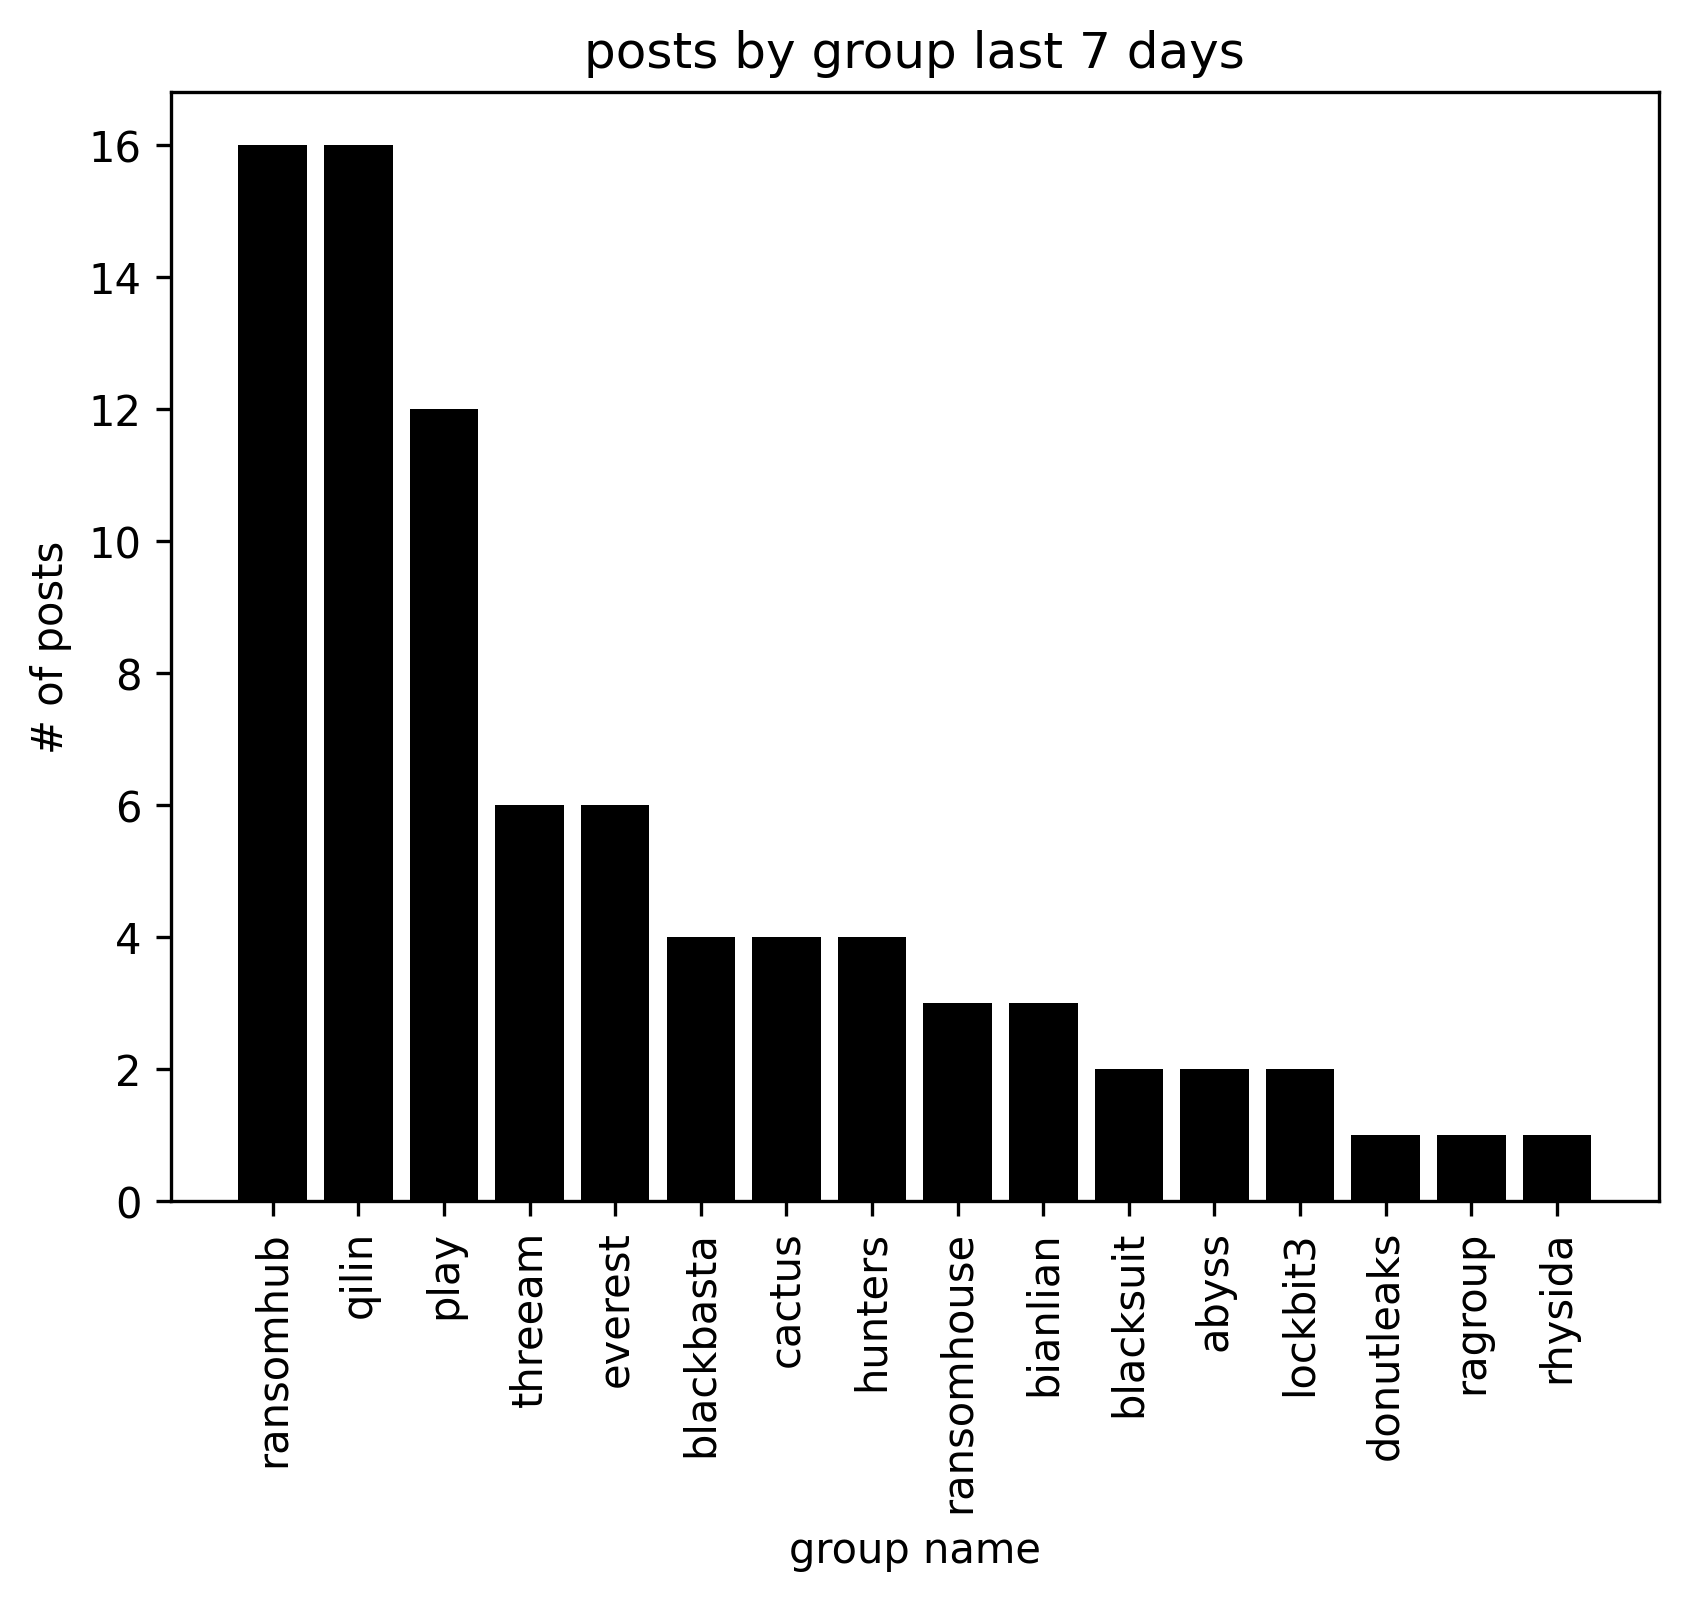 posts by group last 7 days
# of posts
16
14
12
10
8
6
4
2
0
ransomhub
qilin
play
threeam
everest
blackbasta
cactus
hunters
ransomhouse
bianlian
blacksuit
abyss
lockbit3
donutleaks
ragroup
rhysida
group name